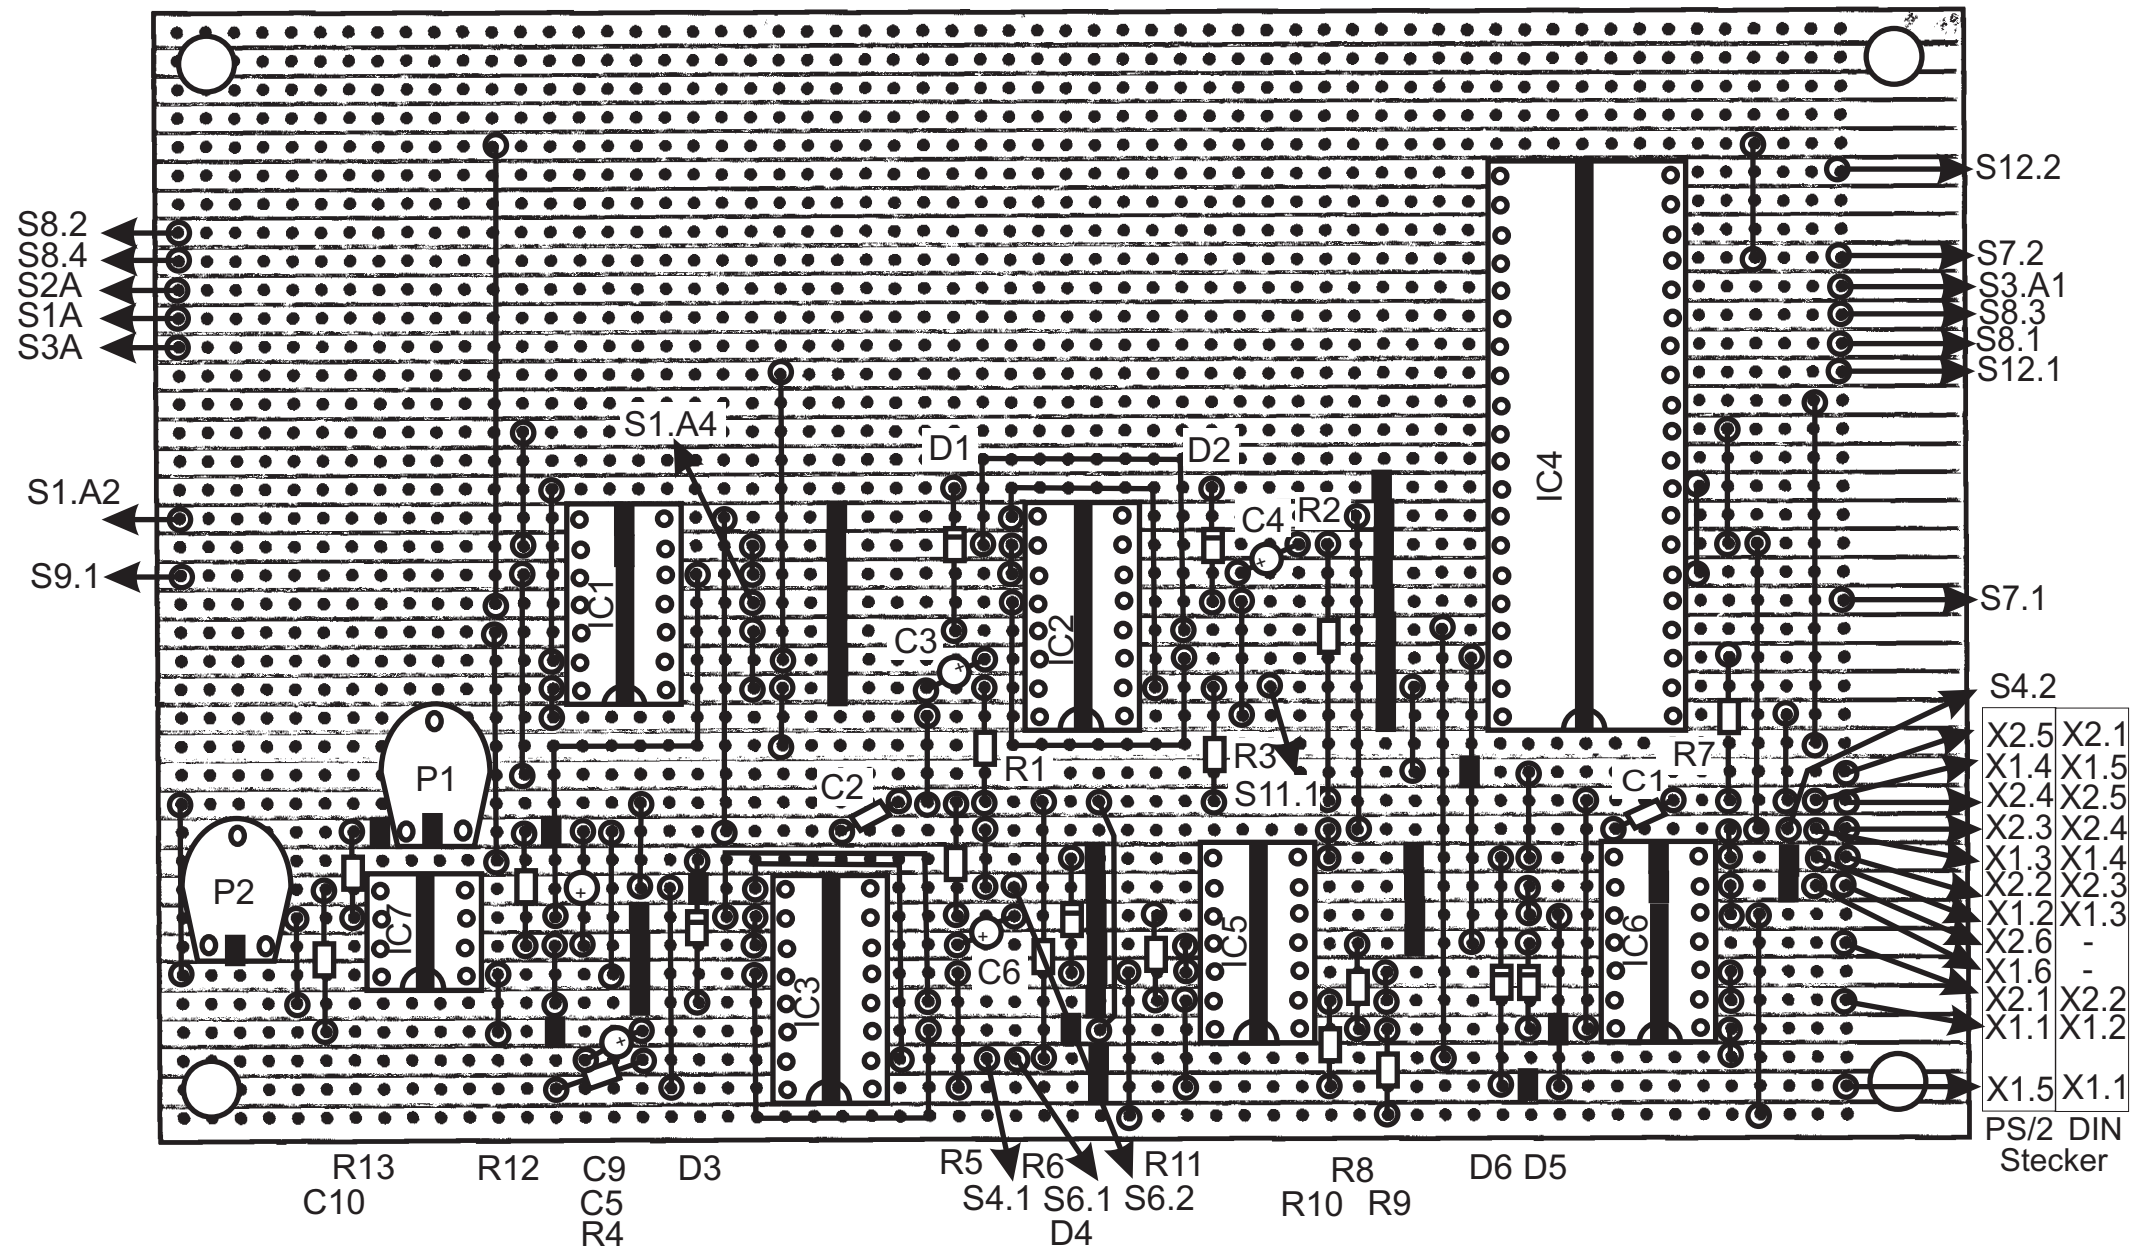 S12.2
S8.2
S8.4
S2A
S1A
S3A
S7.2
S3.A1
S8.3
S8.1
S12.1
S1.A4
D1
D2
IC4
S1.A2
C4
R2
S9.1
IC1
IC2
S7.1
C3
S4.2
P1
C2
R1
R3
S11.1
C1
R7
X2.5 X2.1
X1.4 X1.5
X2.4 X2.5
X2.3 X2.4
X1.3 X1.4
X2.2 X2.3
X1.2 X1.3
X2.6 -
X1.6 -
X2.1 X2.2
X1.1 X1.2
X1.5 X1.1
PS/2 DIN
Stecker
P2
IC7
IC3
C6
IC5
IC6
+
+
+
+
+
R13
C10
R12
C9
C5
R4
D3
R5
R6
R11
S4.1
S6.1
S6.2
D4
R8
R10
R9
D6
D5